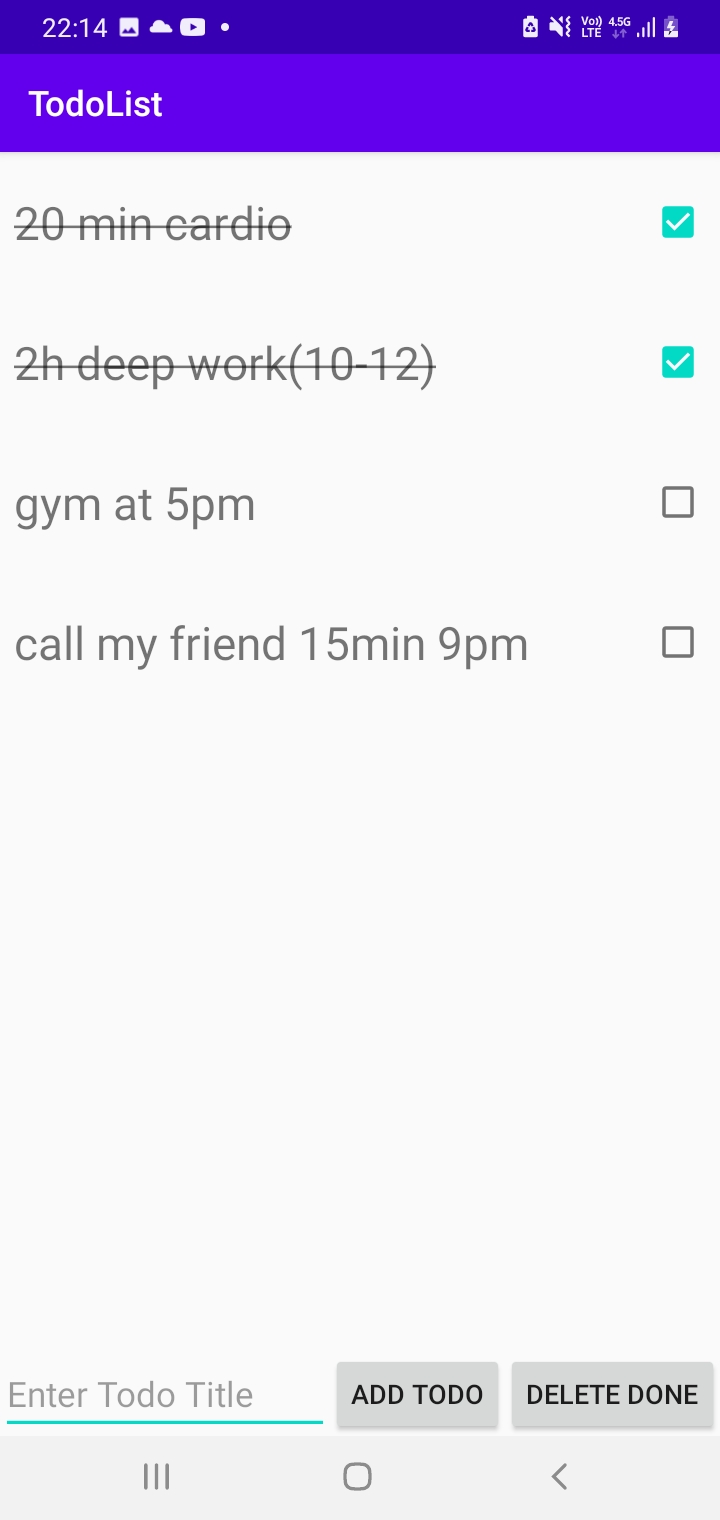 22:14 Vo)) LTE 4.5G
TodoList
20 min cardio
2h deep work(10-12)
gym at 5pm
call my friend 15min 9pm
Enter Todo Title ADD TODO DELETE DONE